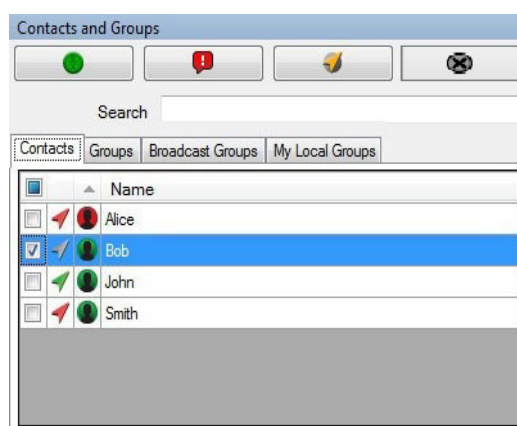 Contacts and Groups
Search
Contacts Groups Broadcast Groups My Local Groups
Name
Alice
Bob
John
Smith